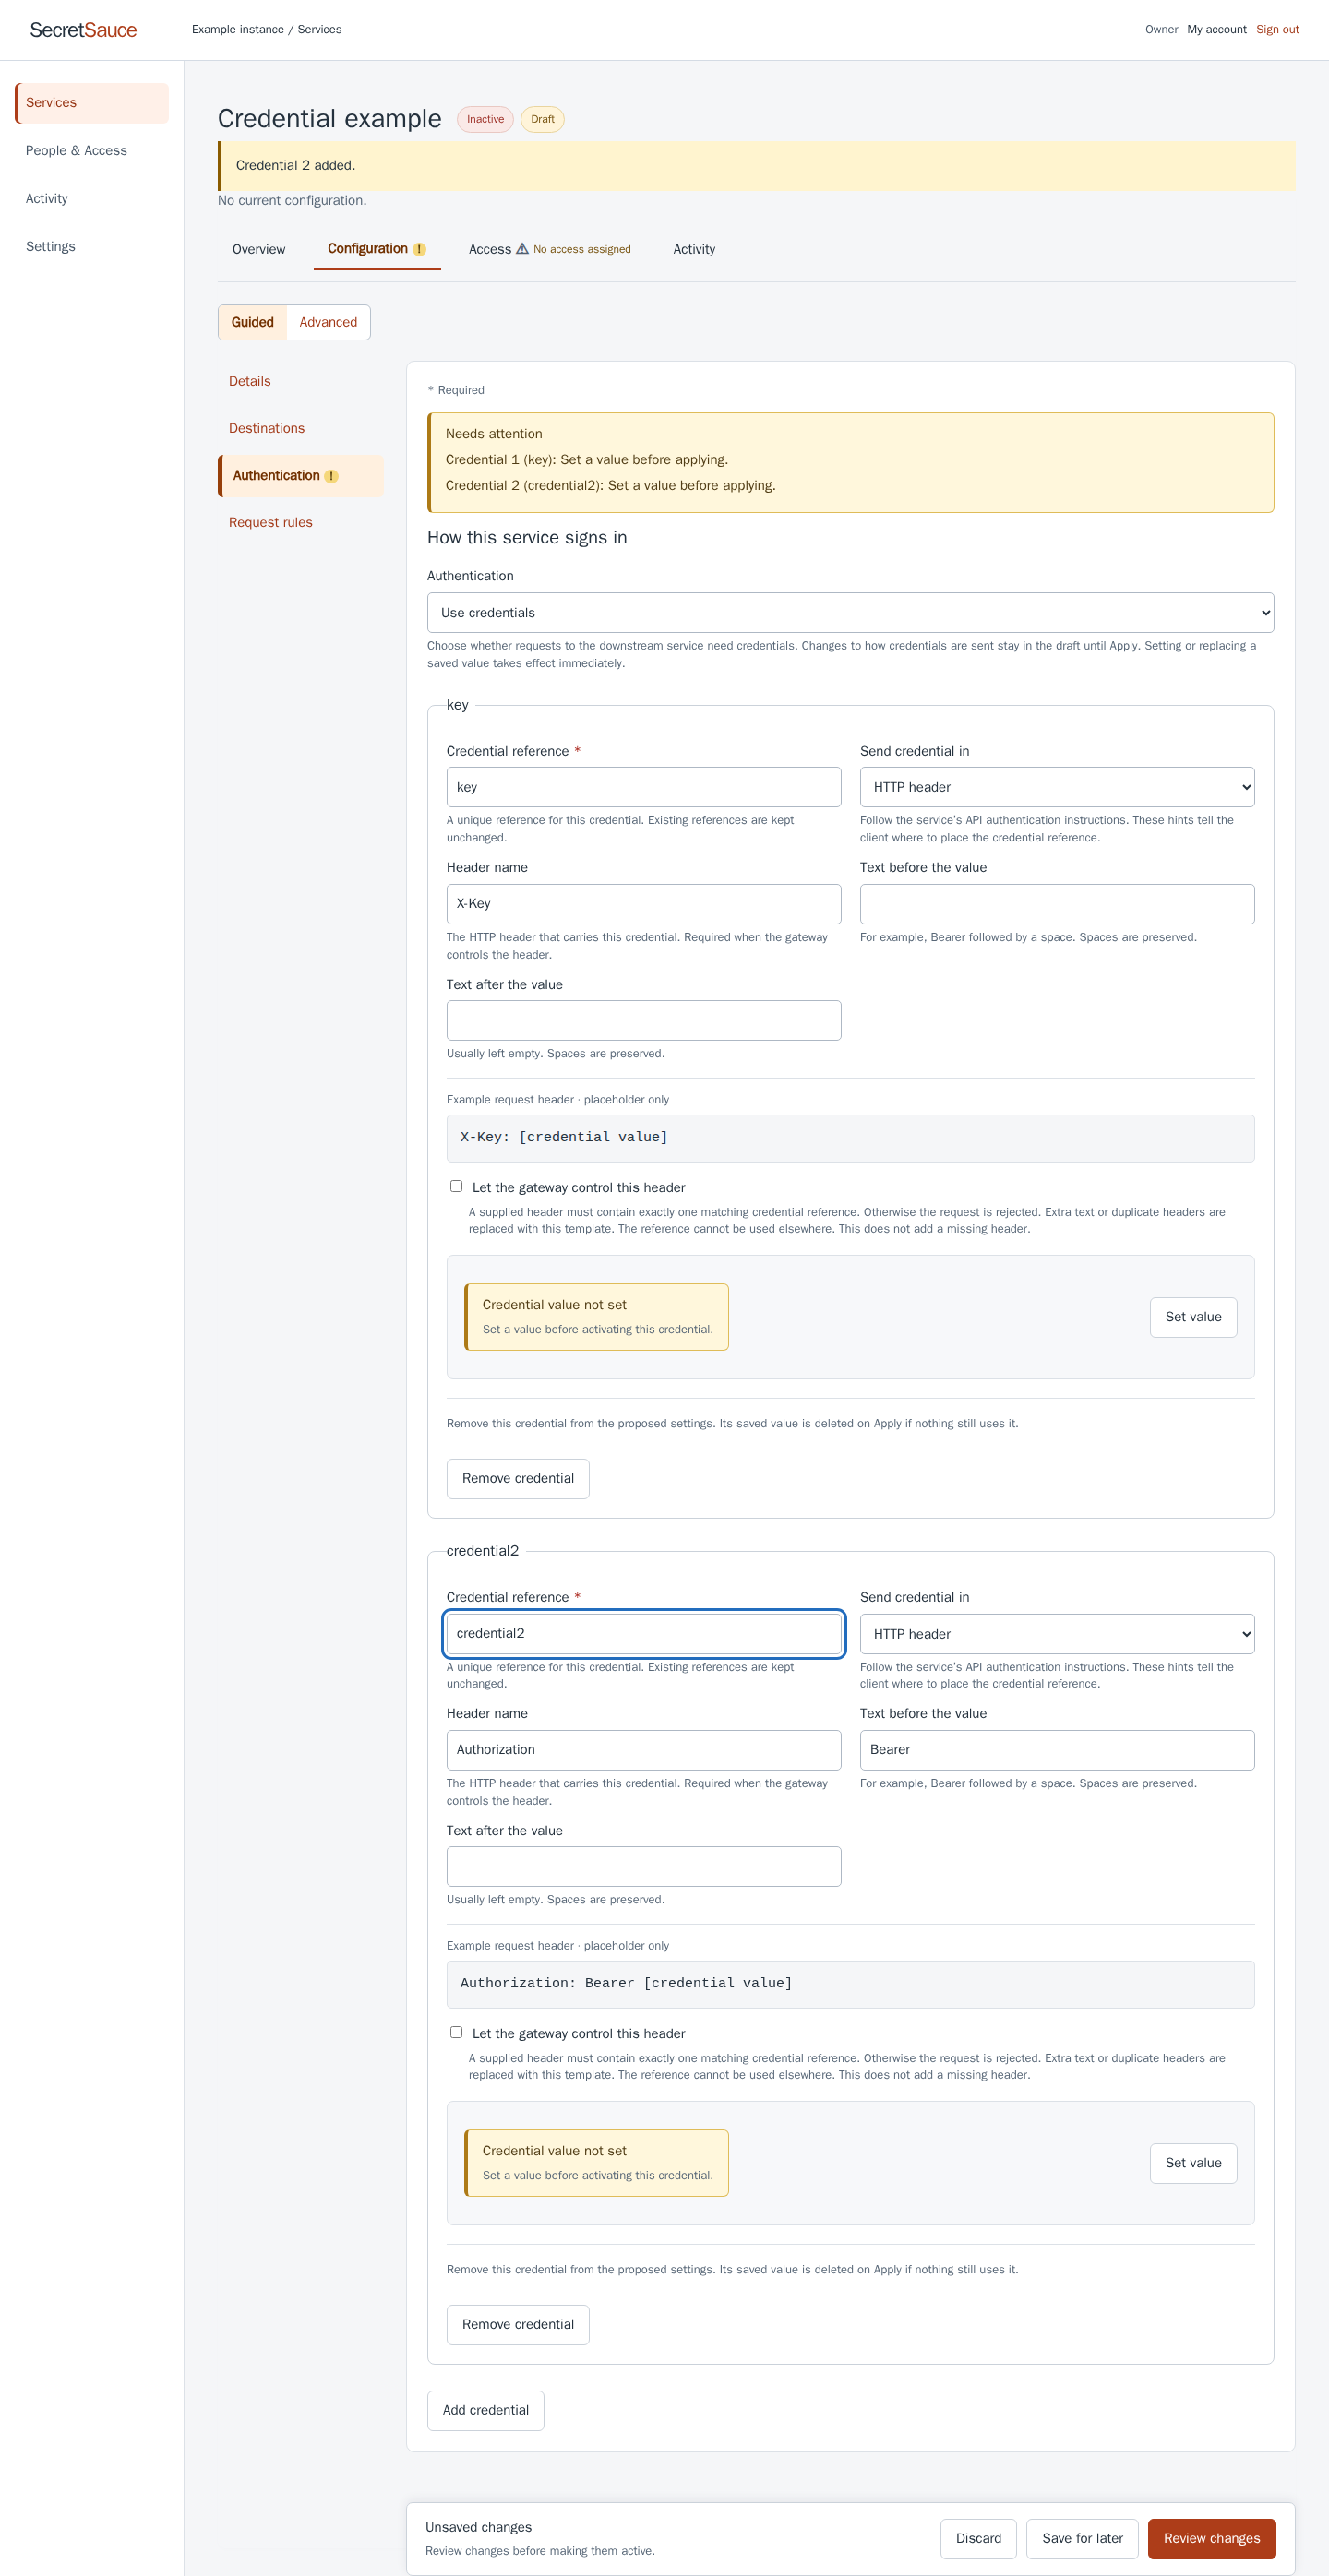 SecretSauce
Example instance / Services
Owner My account Sign out
Services
People & Access
Activity
Settings
Credential example Inactive Draft
Credential 2 added.
No current configuration.
Overview Configuration ! Access ⚠ No access assigned Activity
Guided Advanced
Details
Destinations
Authentication !
Request rules
* Required
Needs attention
Credential 1 (key): Set a value before applying.
Credential 2 (credential2): Set a value before applying.
How this service signs in
Authentication
Use credentials
Choose whether requests to the downstream service need credentials. Changes to how credentials are sent stay in the draft until Apply. Setting or replacing a
saved value takes effect immediately.
key
Credential reference *
key
A unique reference for this credential. Existing references are kept
unchanged.
Send credential in
HTTP header
Follow the service's API authentication instructions. These hints tell the
client where to place the credential reference.
Header name
X-Key
The HTTP header that carries this credential. Required when the gateway
controls the header.
Text before the value
For example, Bearer followed by a space. Spaces are preserved.
Text after the value
Usually left empty. Spaces are preserved.
Example request header · placeholder only
X-Key: [credential value]
Let the gateway control this header
A supplied header must contain exactly one matching credential reference. Otherwise the request is rejected. Extra text or duplicate headers are
replaced with this template. The reference cannot be used elsewhere. This does not add a missing header.
Credential value not set
Set a value before activating this credential.
Set value
Remove this credential from the proposed settings. Its saved value is deleted on Apply if nothing still uses it.
Remove credential
credential2
Credential reference *
credential2
A unique reference for this credential. Existing references are kept
unchanged.
Send credential in
HTTP header
Follow the service's API authentication instructions. These hints tell the
client where to place the credential reference.
Header name
Authorization
The HTTP header that carries this credential. Required when the gateway
controls the header.
Text before the value
Bearer
For example, Bearer followed by a space. Spaces are preserved.
Text after the value
Usually left empty. Spaces are preserved.
Example request header · placeholder only
Authorization: Bearer [credential value]
Let the gateway control this header
A supplied header must contain exactly one matching credential reference. Otherwise the request is rejected. Extra text or duplicate headers are
replaced with this template. The reference cannot be used elsewhere. This does not add a missing header.
Credential value not set
Set a value before activating this credential.
Set value
Remove this credential from the proposed settings. Its saved value is deleted on Apply if nothing still uses it.
Remove credential
Add credential
Unsaved changes
Review changes before making them active.
Discard Save for later Review changes